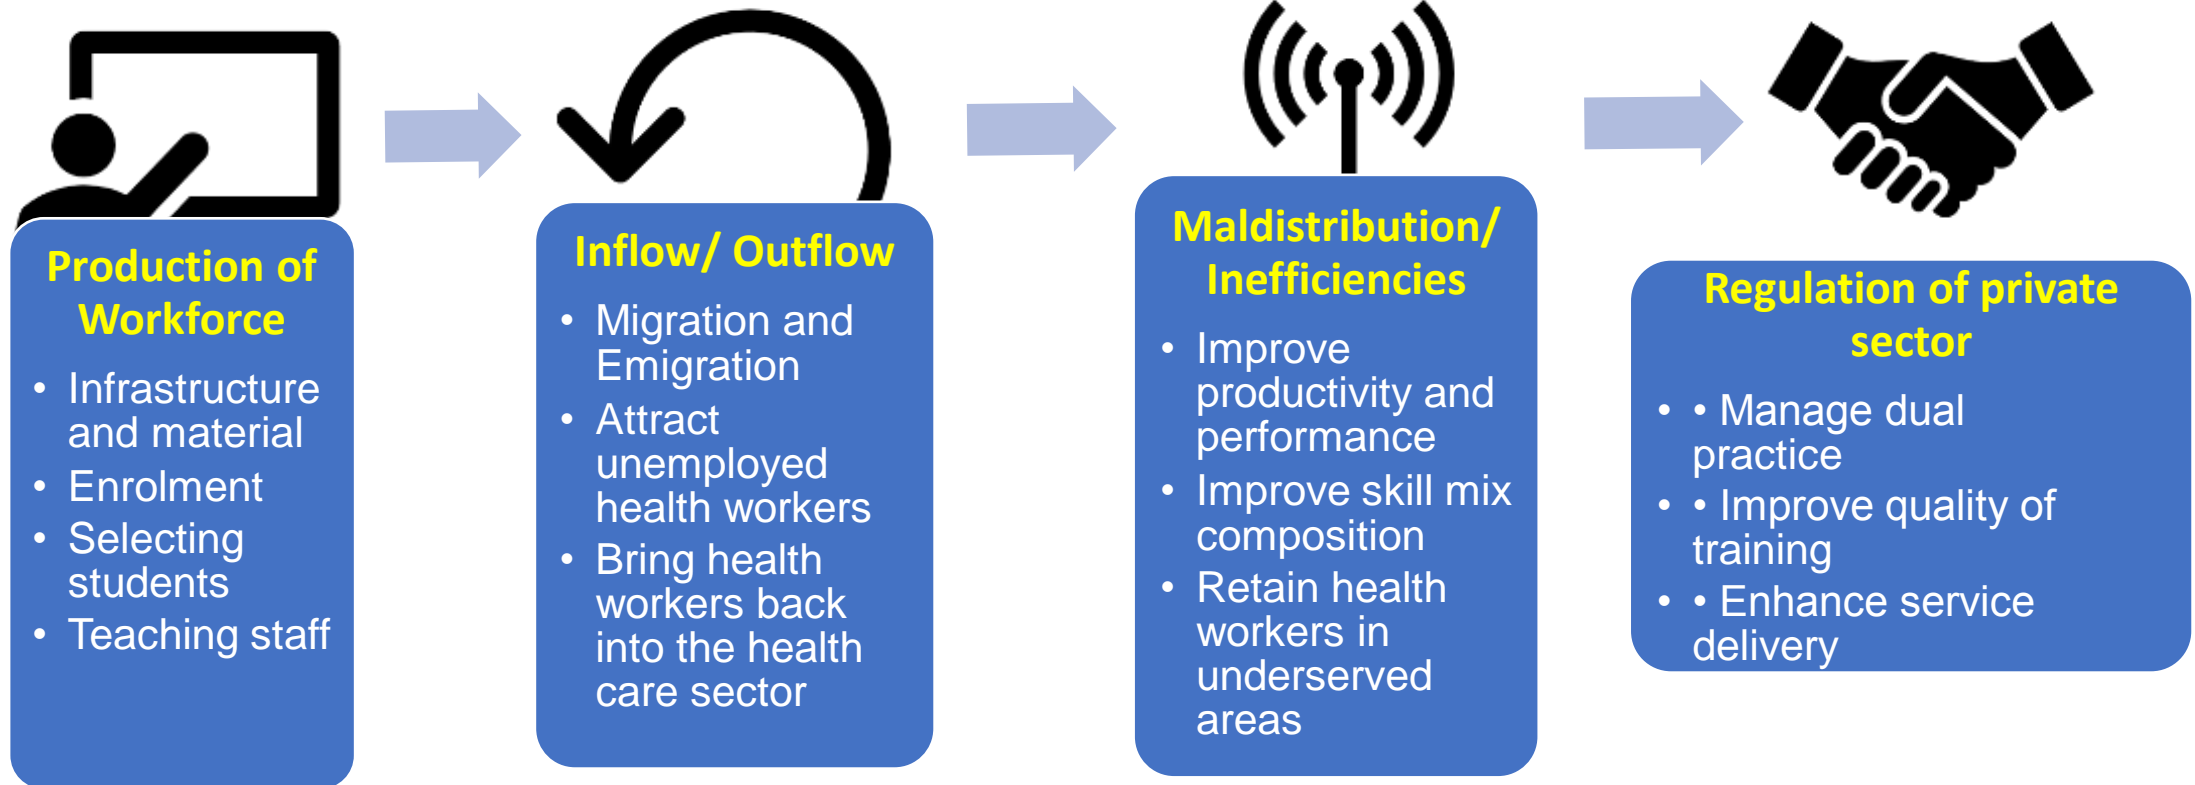 Production of
Workforce
• Infrastructure
and material
• Enrolment
• Selecting
students
• Teaching staff
Inflow/ Outflow
• Migration and
Emigration
• Attract
unemployed
health workers
• Bring health
workers back
into the health
care sector
Maldistribution/
Inefficiencies
• Improve
productivity and
performance
• Improve skill mix
composition
• Retain health
workers in
underserved
areas
Regulation of private
sector
• • Manage dual
practice
• • Improve quality of
training
• • Enhance service
delivery